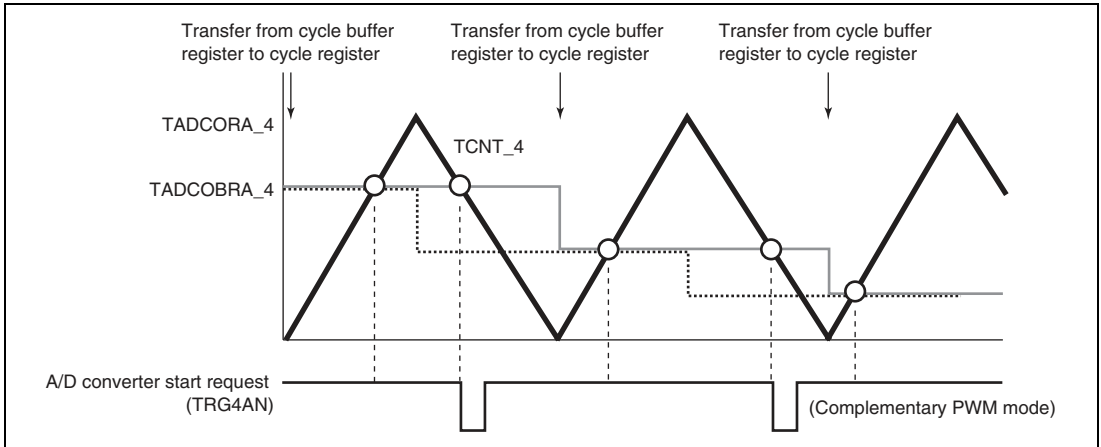 Transfer from cycle buffer
register to cycle register
Transfer from cycle buffer
register to cycle register
Transfer from cycle buffer
register to cycle register
TADCORA_4
TCNT_4
TADCOBRA_4
A/D converter start request
(TRG4AN)
(Complementary PWM mode)